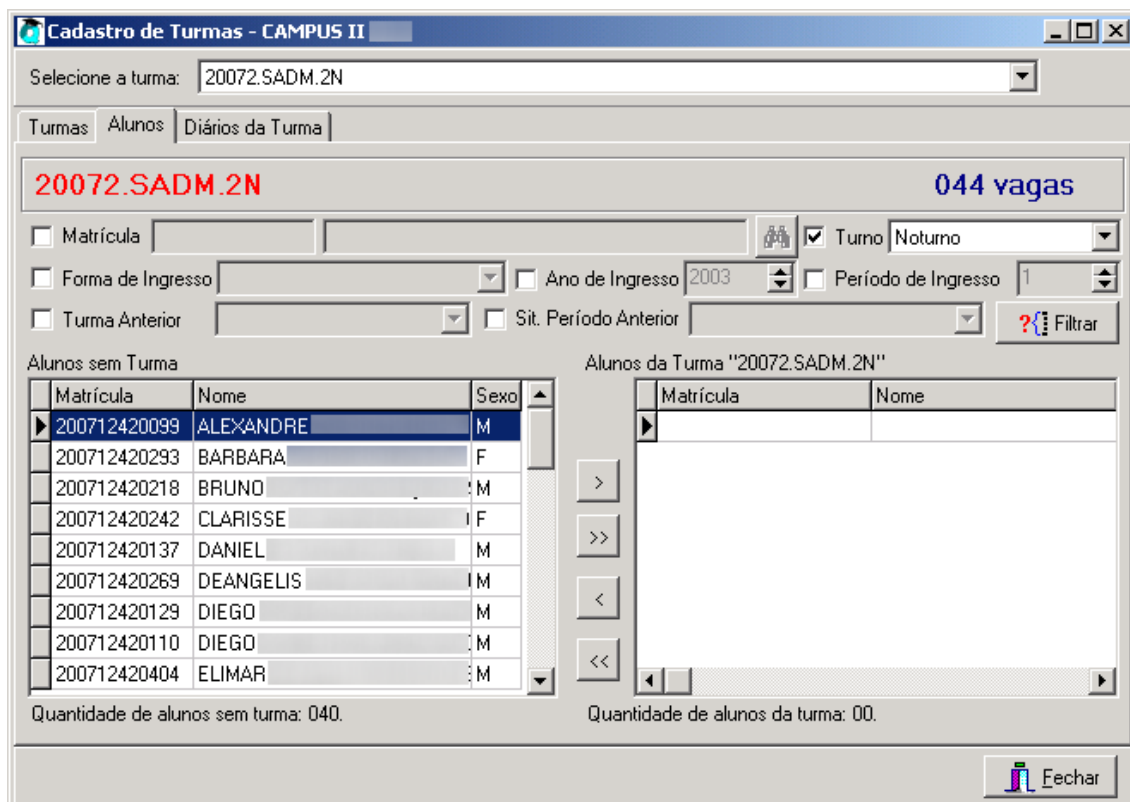 Cadastro de Turmas - CAMPUS II
Selecione a turma: 20072.SADM.2N
Turmas Alunos Diários da Turma
20072.SADM.2N 044 vagas
Matrícula Turno Noturno
Forma de Ingresso Ano de Ingresso 2003 Período de Ingresso 1
Turma Anterior Sit. Período Anterior ?{ Filtrar
Alunos sem Turma Alunos da Turma "20072.SADM.2N"
Matrícula Nome Sexo Matrícula Nome
200712420099 ALEXANDRE M
200712420293 BARBARA F
200712420218 BRUNO M
200712420242 CLARISSE F
200712420137 DANIEL M
200712420269 DEANGELIS M
200712420129 DIEGO M
200712420110 DIEGO M
200712420404 ELIMAR M
>
>>
<
<<
Quantidade de alunos sem turma: 040. Quantidade de alunos da turma: 00.
Fechar